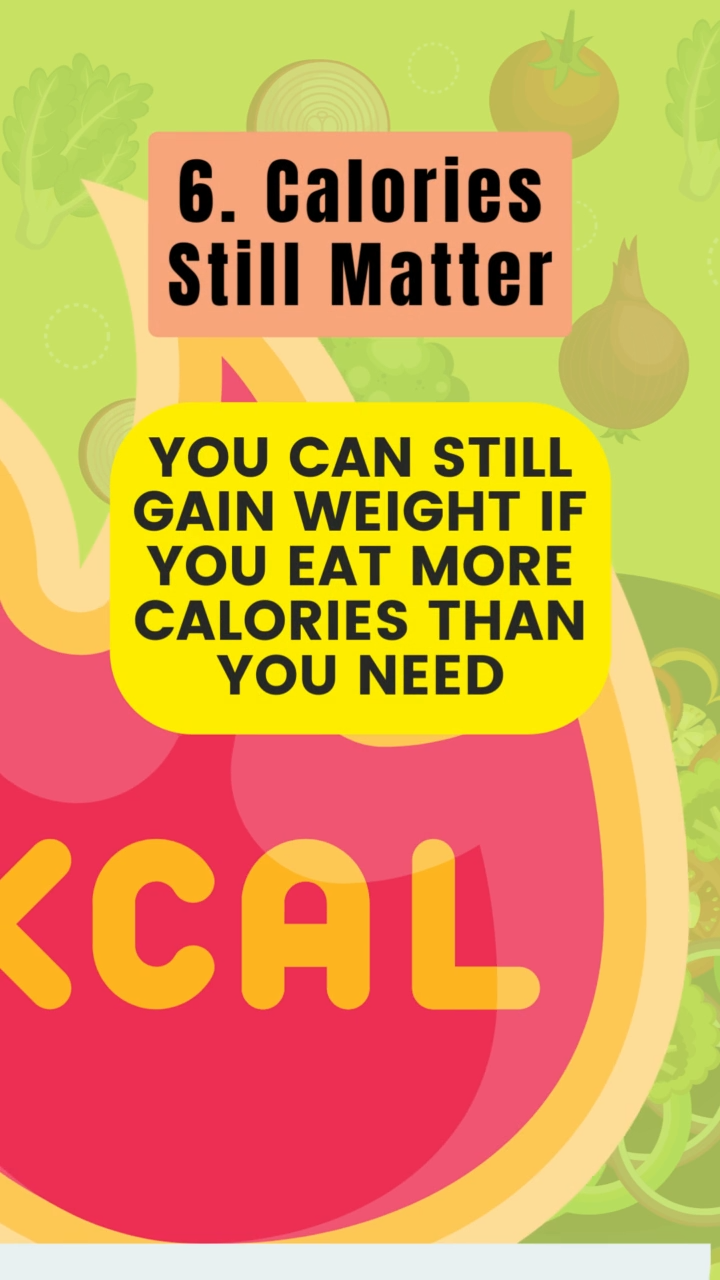 6. Calories
Still Matter
YOU CAN STILL
GAIN WEIGHT IF
YOU EAT MORE
CALORIES THAN
YOU NEED
KCAL